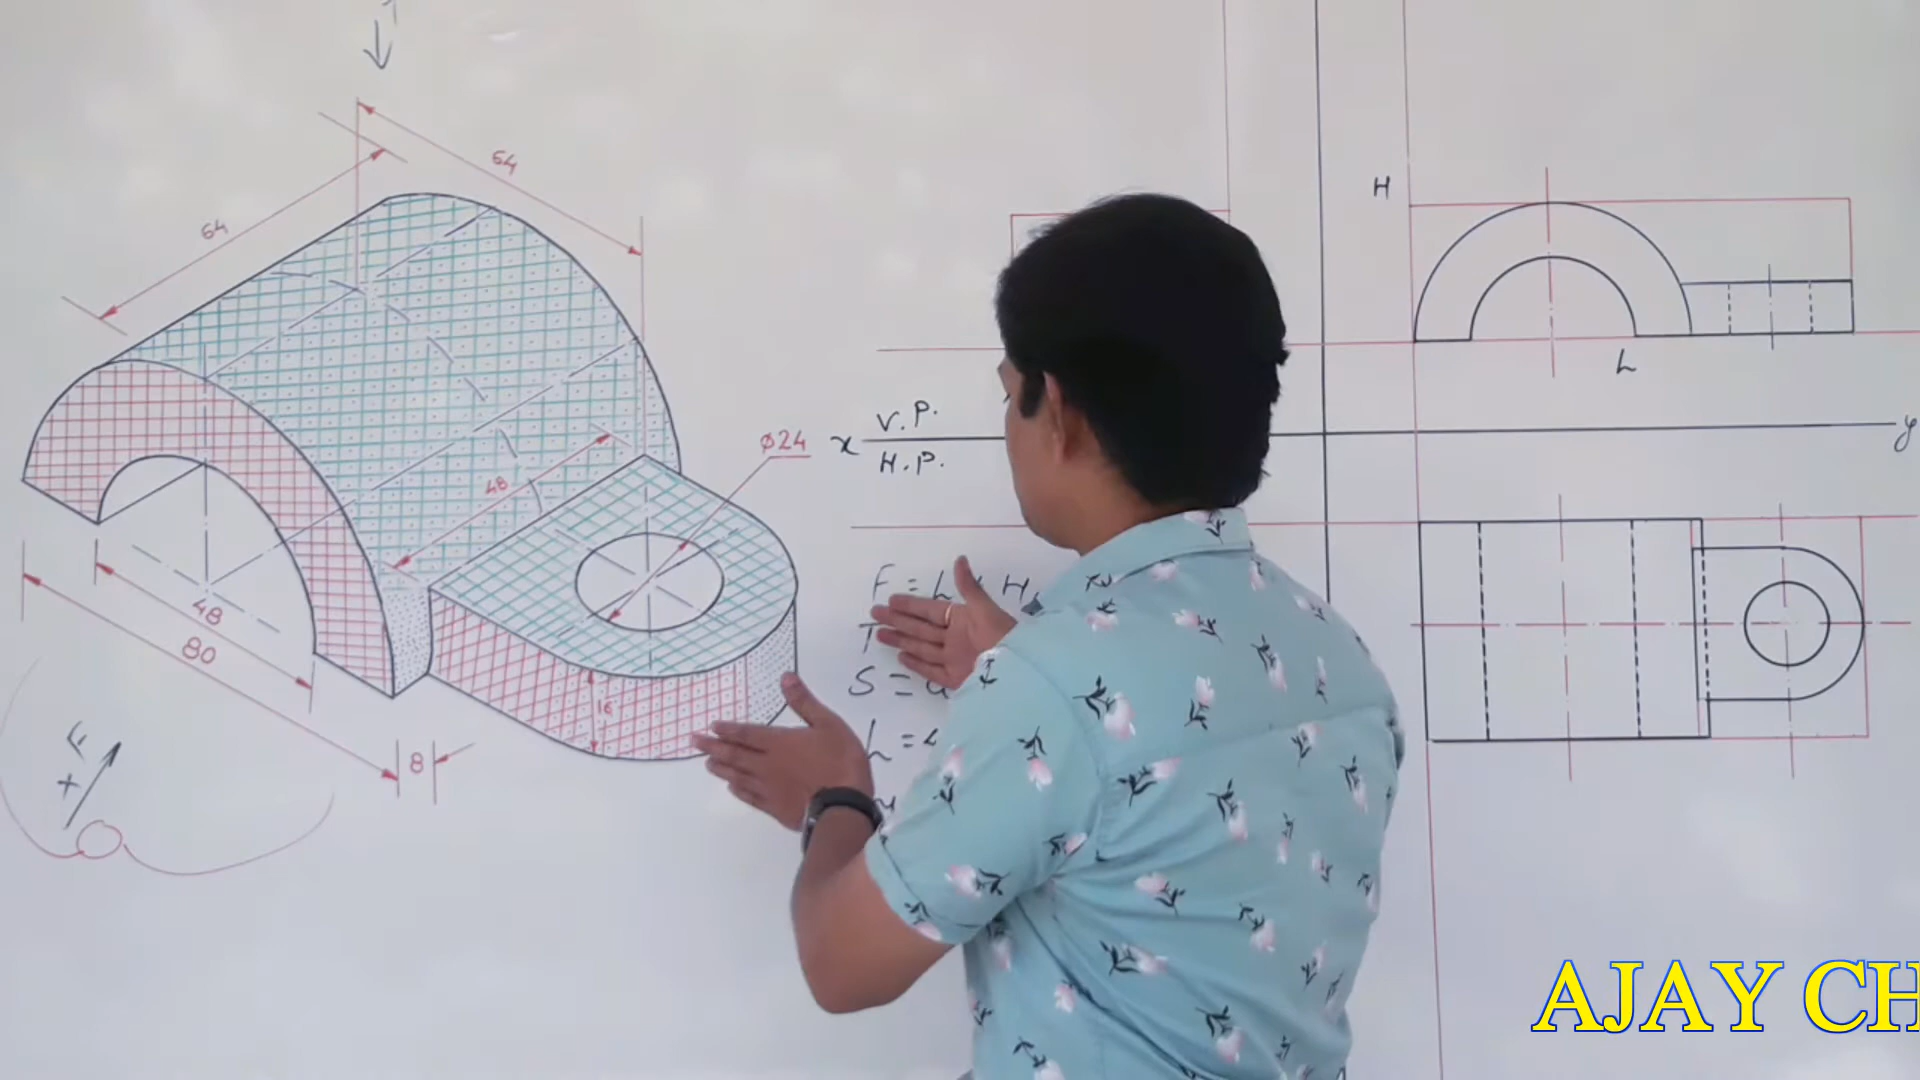 64
64
48
ø24
48
80
16
8
F
X
H
L
V.P.
x
H.P.
y
F = L
H
S =
L =
AJAY CH